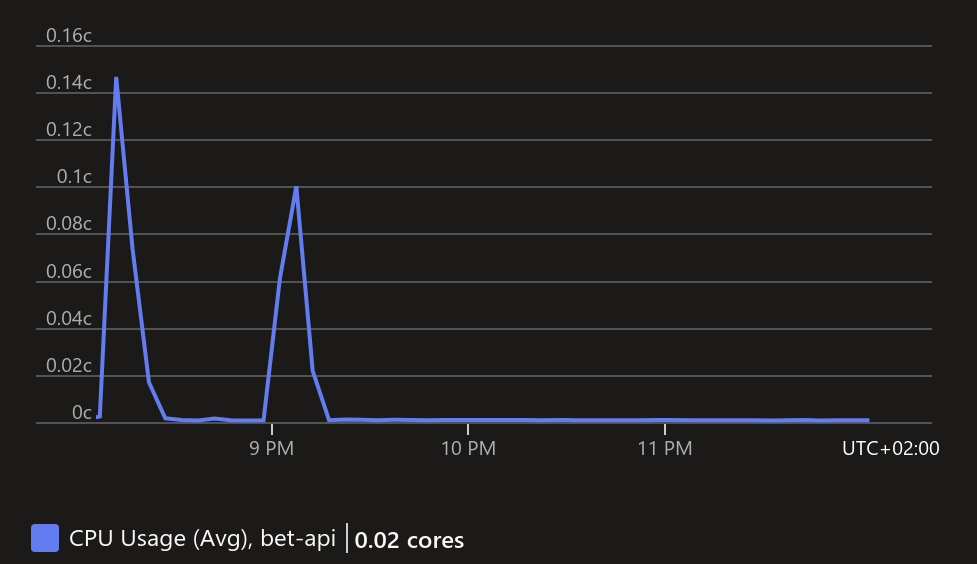 0.16c
0.14c
0.12c
0.1c
0.08c
0.06c
0.04c
0.02c
0c
9 PM 10 PM 11 PM UTC+02:00
CPU Usage (Avg), bet-api 0.02 cores